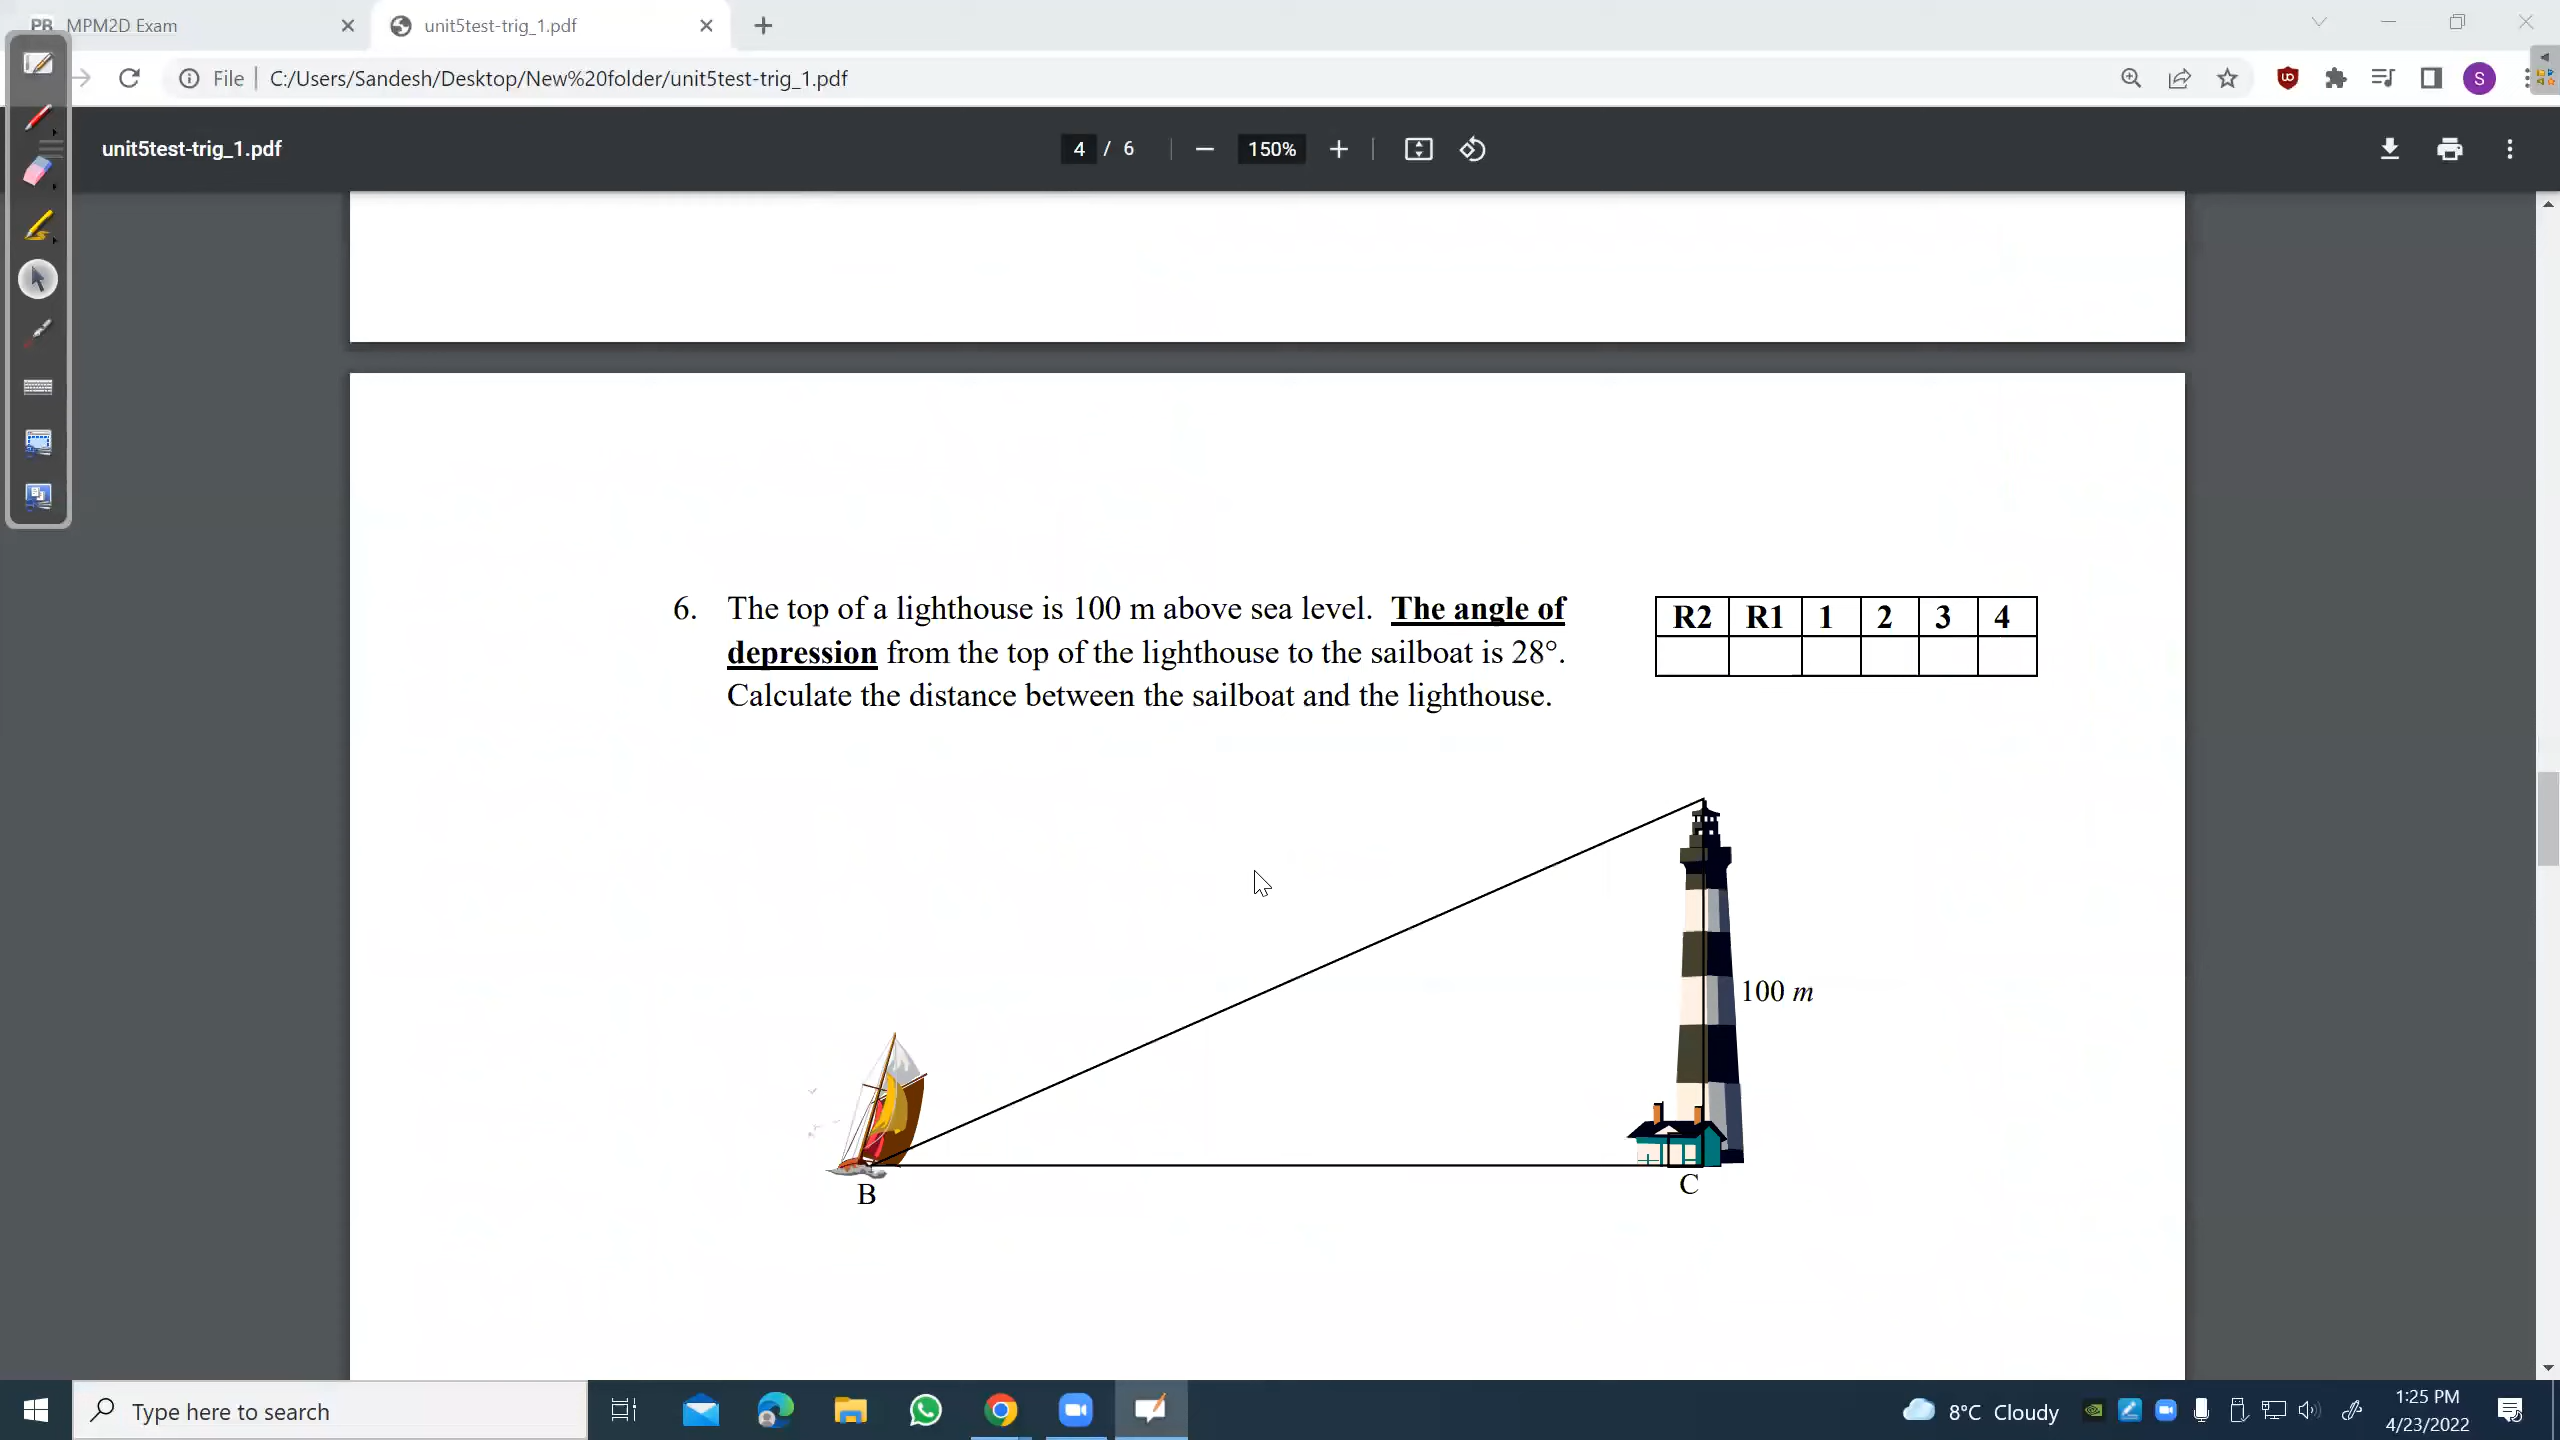 PR MPM2D Exam
unit5test-trig_1.pdf
File
C:/Users/Sandesh/Desktop/New%20folder/unit5test-trig_1.pdf
S
unit5test-trig_1.pdf
4 / 6
150%
6. The top of a lighthouse is 100 m above sea level. The angle of
depression from the top of the lighthouse to the sailboat is 28°.
Calculate the distance between the sailboat and the lighthouse.
R2 R1 1 2 3 4
100 m
B
C
Type here to search
8°C Cloudy
1:25 PM
4/23/2022